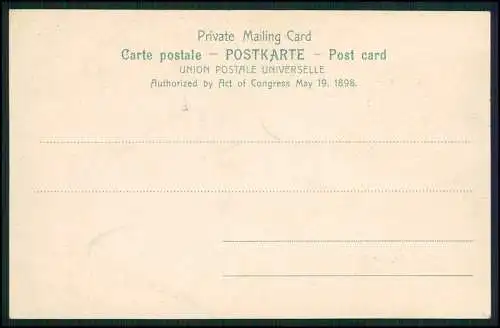 Private Mailing Card
Carte postale – POSTKARTE – Post card
UNION POSTALE UNIVERSELLE
Authorized by Act of Congress May 19, 1898.